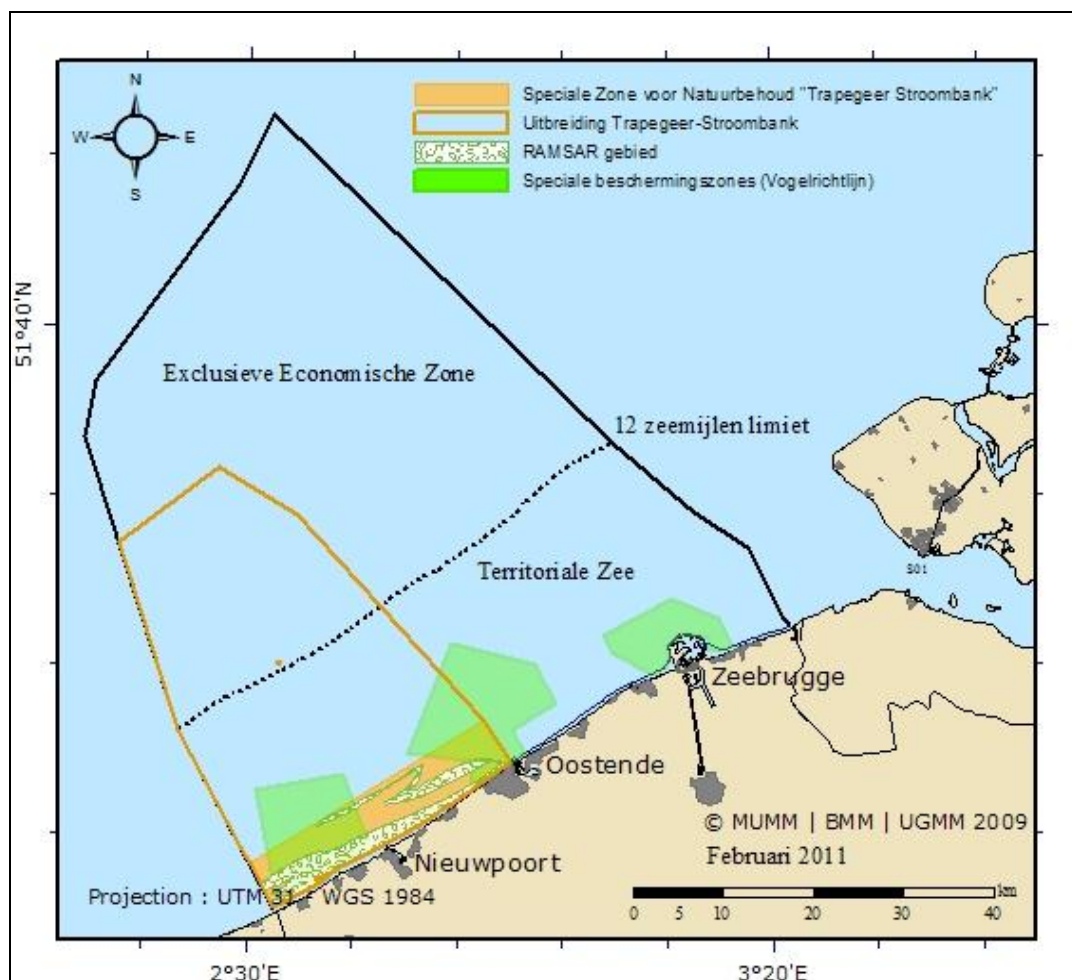 N
W E
S
Speciale Zone voor Natuurbehoud "Trapegeer Stroombank"
Uitbreiding Trapegeer-Stroombank
RAMSAR gebied
Speciale beschermingszones (Vogelrichtlijn)
51°40'N
Exclusieve Economische Zone
12 zeemijlen limiet
Territoriale Zee
S01
Zeebrugge
Oostende
Nieuwpoort
© MUMM | BMM | UGMM 2009
Februari 2011
Projection : UTM 31 WGS 1984
km
0 5 10 20 30 40
2°30'E 3°20'E